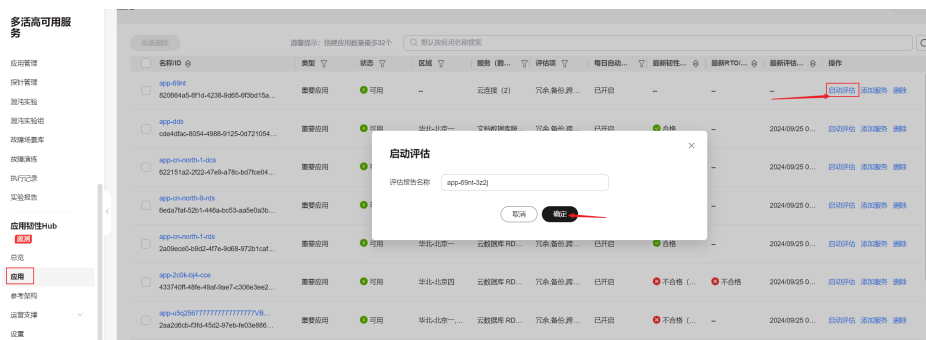 多活高可用服
务
应用管理
探针管理
混沌实验
混沌实验组
故障场景库
故障演练
执行记录
实验报告
应用韧性Hub
公测
总览
应用
参考架构
运营支撑
设置
批量删除
温馨提示：创建应用数量最多32个
默认按应用名称搜索
名称/ID 类型 状态 区域 服务（数... 评估项 每日自动... 最新韧性... 最新RTO/... 最新评估... 操作
app-69nt
820664a5-6f1d-4238-9d65-6f3bd15a...
重要应用 可用 -- 云连接（2） 冗余,备份,跨... 已开启 -- -- -- 启动评估 添加服务 删除
app-dds
cde4dfac-8054-4988-9125-0d721054...
重要应用 可用 华北-北京一 文档数据库服... 冗余,备份,跨... 已开启 合格 -- 2024/09/25 0... 启动评估 添加服务 删除
app-cn-north-1-dcs
622151a2-2f22-47e9-a78c-bd7fce04...
重要应用 -- 2024/09/25 0... 启动评估 添加服务 删除
app-cn-north-9-rds
6eda7faf-52b1-446a-bc53-aa5e0a3b...
重要应用 -- 2024/09/25 0... 启动评估 添加服务 删除
app-cn-north-1-rds
2a09ece0-b9d2-4f7e-9d68-972b1caf...
重要应用 可用 华北-北京一 云数据库 RD... 冗余,备份,跨... 已开启 合格 -- 2024/09/25 0... 启动评估 添加服务 删除
app-2c0k-bj4-cce
433740ff-48fe-49af-9ae7-c306e3ee2...
重要应用 可用 华北-北京四 云数据库 RD... 冗余,备份,跨... 已开启 不合格（... 不合格 2024/09/25 0... 启动评估 添加服务 删除
app-u5q25677777777777777777VB...
2aa2d6cb-f3fd-45d2-97eb-fe03e886...
重要应用 可用 华北-北京一,... 云数据库 RD... 冗余,备份,跨... 已开启 不合格（... -- 2024/09/25 0... 启动评估 添加服务 删除
启动评估
评估报告名称 app-69nt-3z2j
取消 确定